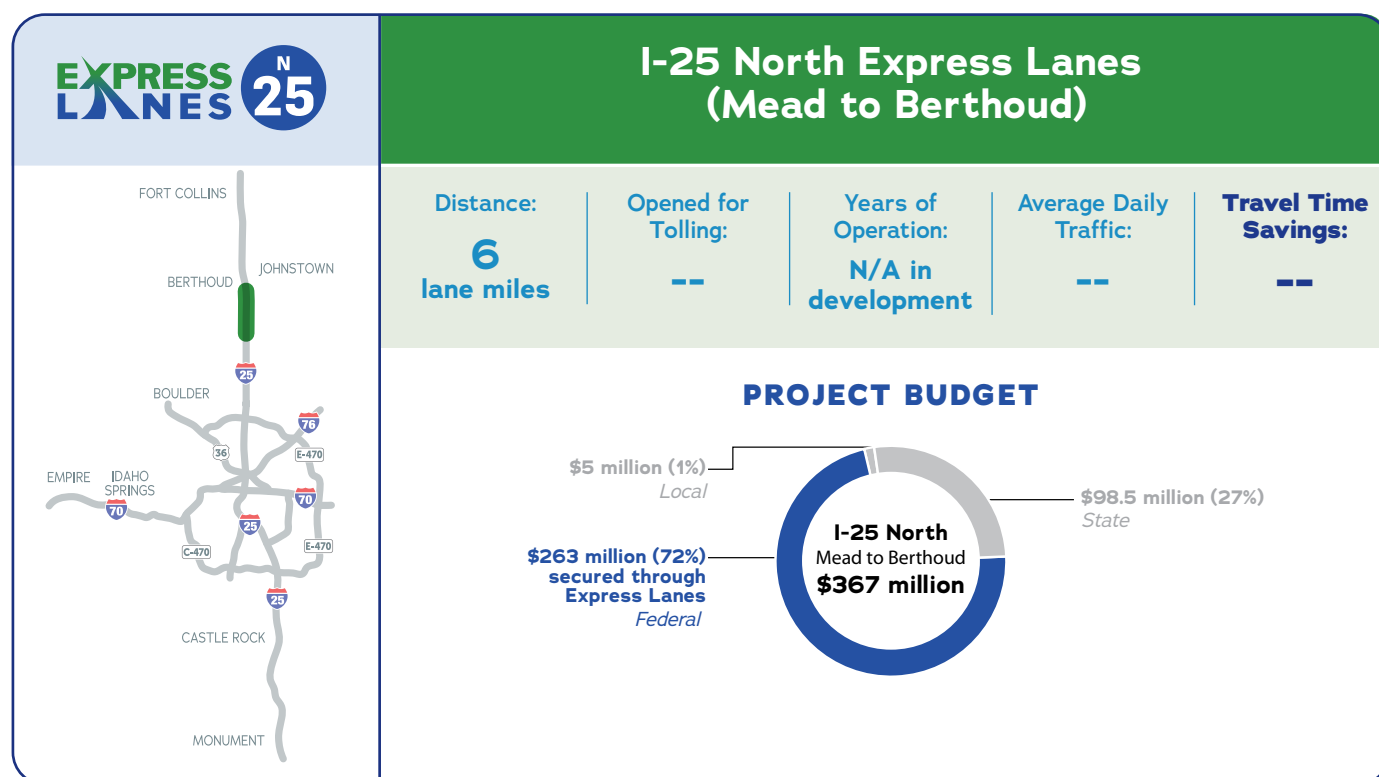 EXPRESS
LANES
N
25
I-25 North Express Lanes
(Mead to Berthoud)
Distance:
6
lane miles
Opened for
Tolling:
--
Years of
Operation:
N/A in
development
Average Daily
Traffic:
--
Travel Time
Savings:
--
FORT COLLINS
JOHNSTOWN
BERTHOUD
25
BOULDER
76
36
E-470
EMPIRE
IDAHO
SPRINGS
70
70
25
C-470
E-470
25
CASTLE ROCK
MONUMENT
PROJECT BUDGET
$5 million (1%)
Local
$98.5 million (27%)
State
$263 million (72%)
secured through
Express Lanes
Federal
I-25 North
Mead to Berthoud
$367 million